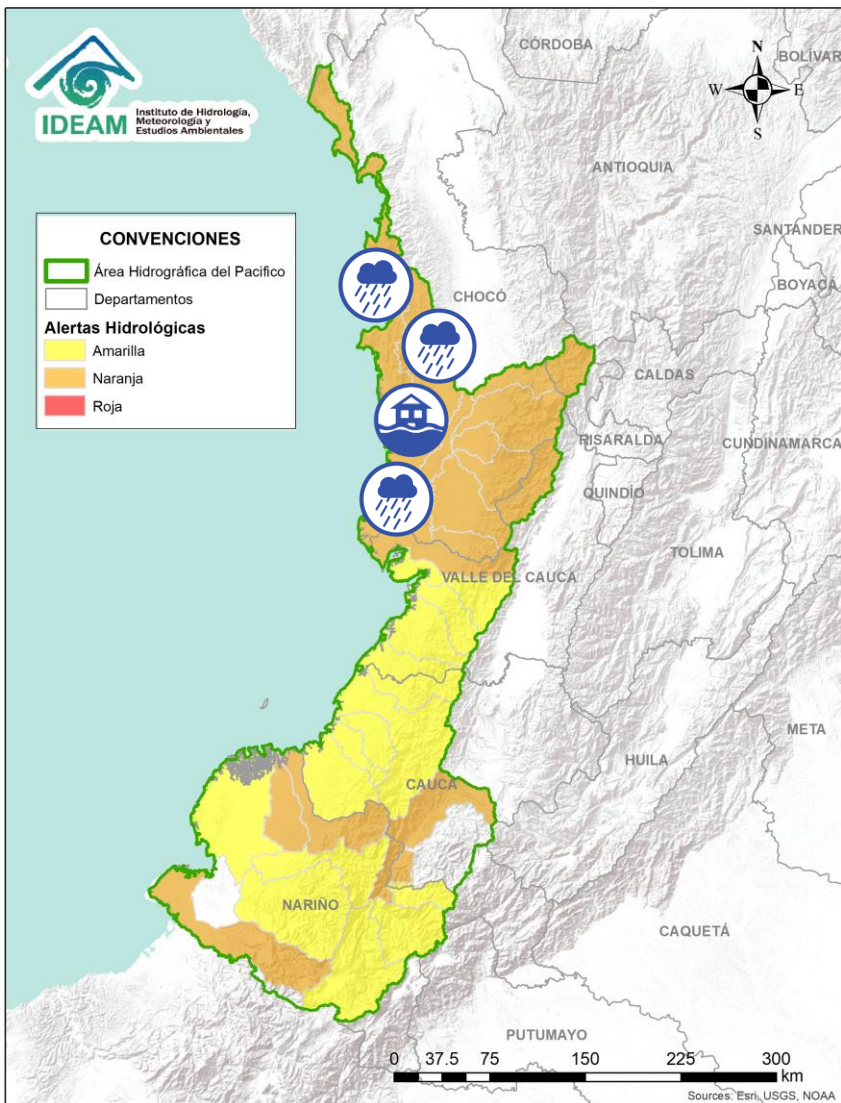 IDEAM
Instituto de Hidrología,
Meteorología y
Estudios Ambientales
CÓRDOBA
BOLÍVAR
N
W
E
S
ANTIOQUIA
SANTANDER
BOYACÁ
CONVENCIONES
Área Hidrográfica del Pacifico
Departamentos
Alertas Hidrológicas
Amarilla
Naranja
Roja
CHOCÓ
CALDAS
RISARALDA
CUNDINAMARCA
QUINDÍO
TOLIMA
VALLE DEL CAUCA
META
HUILA
CAUCA
NARIÑO
CAQUETÁ
PUTUMAYO
0 37.5 75 150 225 300
km
Sources: Esri, USGS, NOAA